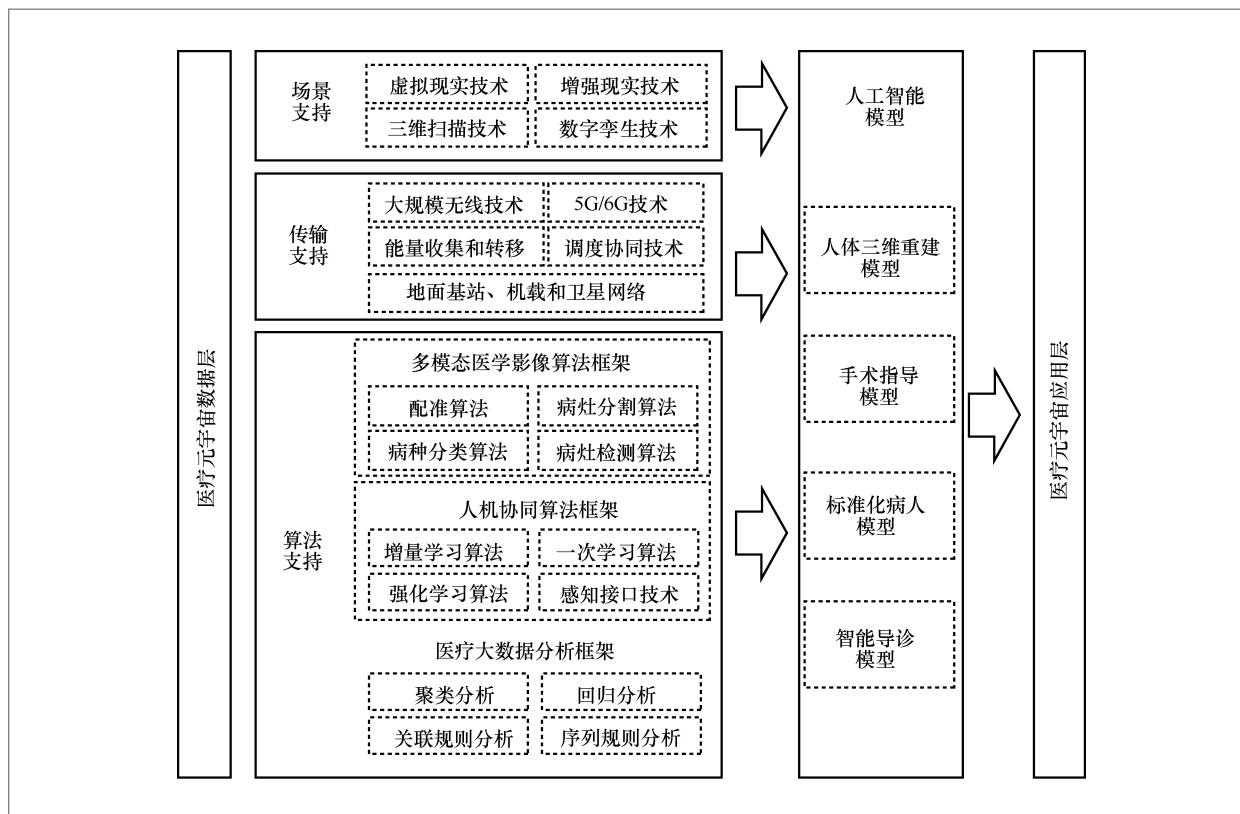 医疗元宇宙数据层
场景
支持
虚拟现实技术
增强现实技术
三维扫描技术
数字孪生技术
传输
支持
大规模无线技术
5G/6G技术
能量收集和转移
调度协同技术
地面基站、机载和卫星网络
算法
支持
多模态医学影像算法框架
配准算法
病灶分割算法
病种分类算法
病灶检测算法
人机协同算法框架
增量学习算法
一次学习算法
强化学习算法
感知接口技术
医疗大数据分析框架
聚类分析
回归分析
关联规则分析
序列规则分析
人工智能
模型
人体三维重建
模型
手术指导
模型
标准化病人
模型
智能导诊
模型
医疗元宇宙应用层